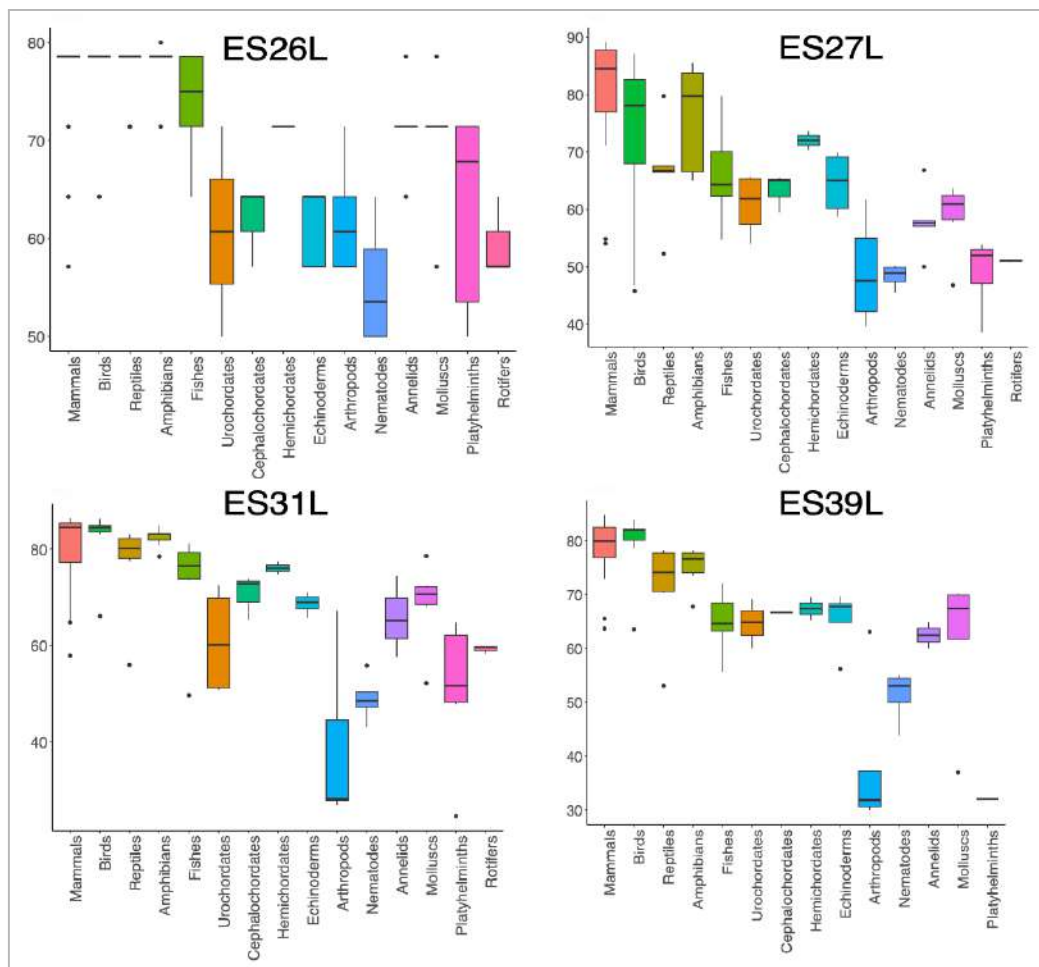 ES26L
80
70
60
50
Mammals
Birds
Reptiles
Amphibians
Fishes
Urochordates
Cephalochordates
Hemichordates
Echinoderms
Arthropods
Nematodes
Annelids
Molluscs
Platyhelminths
Rotifers
ES27L
90
80
70
60
50
40
Mammals
Birds
Reptiles
Amphibians
Fishes
Urochordates
Cephalochordates
Hemichordates
Echinoderms
Arthropods
Nematodes
Annelids
Molluscs
Platyhelminths
Rotifers
ES31L
80
60
40
Mammals
Birds
Reptiles
Amphibians
Fishes
Urochordates
Cephalochordates
Hemichordates
Echinoderms
Arthropods
Nematodes
Annelids
Molluscs
Platyhelminths
Rotifers
ES39L
80
70
60
50
40
30
Mammals
Birds
Reptiles
Amphibians
Fishes
Urochordates
Cephalochordates
Hemichordates
Echinoderms
Arthropods
Nematodes
Annelids
Molluscs
Platyhelminths